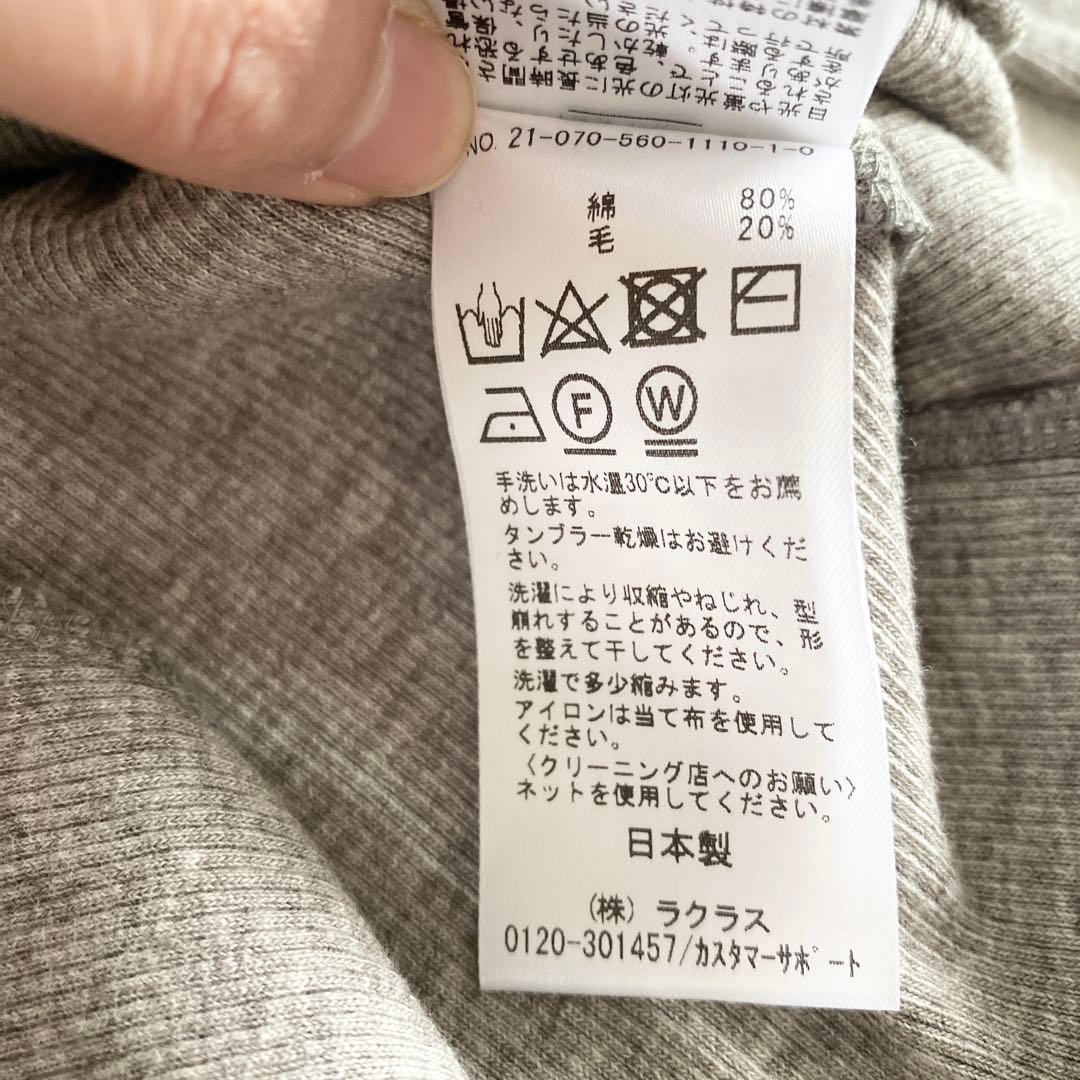 NO. 21-070-560-1110-1-0
綿 80%
毛 20%
F W
手洗いは水温30℃以下をお薦
めします。
タンブラー乾燥はお避けくだ
さい。
洗濯により収縮やねじれ、型
崩れすることがあるので、形
を整えて干してください。
洗濯で多少縮みます。
アイロンは当て布を使用して
ください。
〈クリーニング店へのお願い〉
ネットを使用してください。
日本製
(株) ラクラス
0120-301457/カスタマーサポート